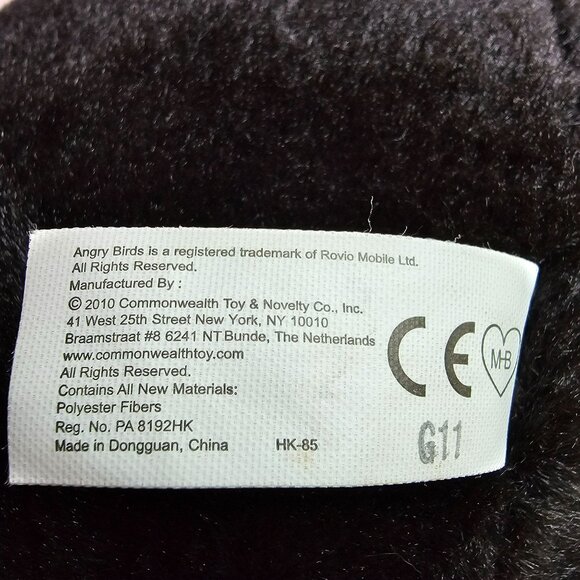 Angry Birds is a registered trademark of Rovio Mobile Ltd.
All Rights Reserved.
Manufactured By :
© 2010 Commonwealth Toy & Novelty Co., Inc.
41 West 25th Street New York, NY 10010
Braamstraat #8 6241 NT Bunde, The Netherlands
www.commonwealthtoy.com
All Rights Reserved.
Contains All New Materials:
Polyester Fibers
Reg. No. PA 8192HK
Made in Dongguan, China HK-85
CE
M-B
G11